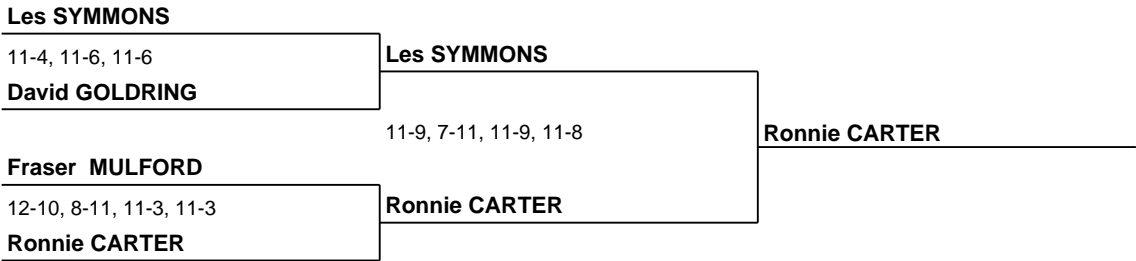 Les SYMMONS
11-4, 11-6, 11-6
Les SYMMONS
David GOLDRING
11-9, 7-11, 11-9, 11-8
Ronnie CARTER
Fraser  MULFORD
12-10, 8-11, 11-3, 11-3
Ronnie CARTER
Ronnie CARTER